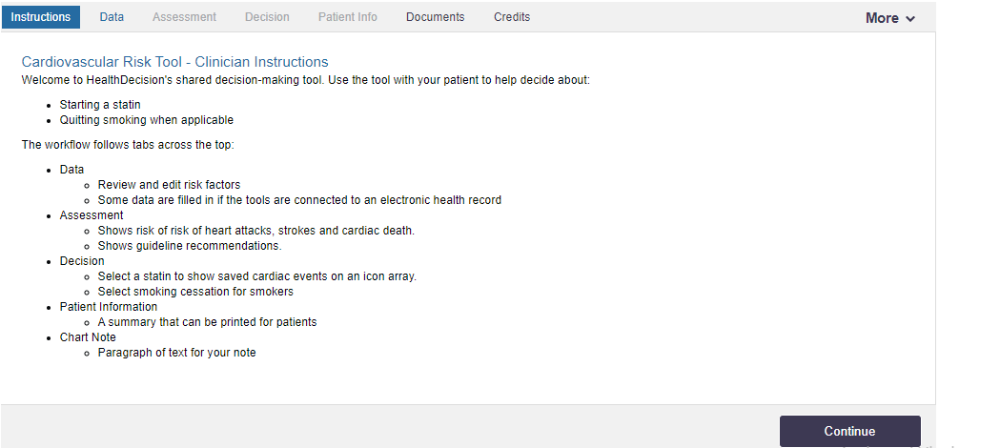 Instructions Data Assessment Decision Patient Info Documents Credits More
Cardiovascular Risk Tool - Clinician Instructions
Welcome to HealthDecision's shared decision-making tool. Use the tool with your patient to help decide about:
Starting a statin
Quitting smoking when applicable
The workflow follows tabs across the top:
Data
Review and edit risk factors
Some data are filled in if the tools are connected to an electronic health record
Assessment
Shows risk of risk of heart attacks, strokes and cardiac death.
Shows guideline recommendations.
Decision
Select a statin to show saved cardiac events on an icon array.
Select smoking cessation for smokers
Patient Information
A summary that can be printed for patients
Chart Note
Paragraph of text for your note
Continue